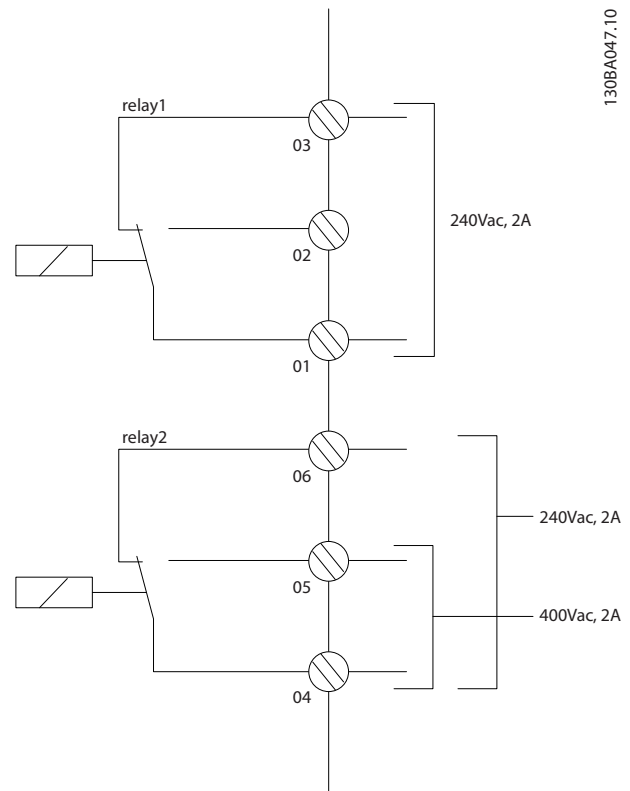 130BA047.10
relay1
03
240Vac, 2A
02
01
relay2
06
240Vac, 2A
05
400Vac, 2A
04